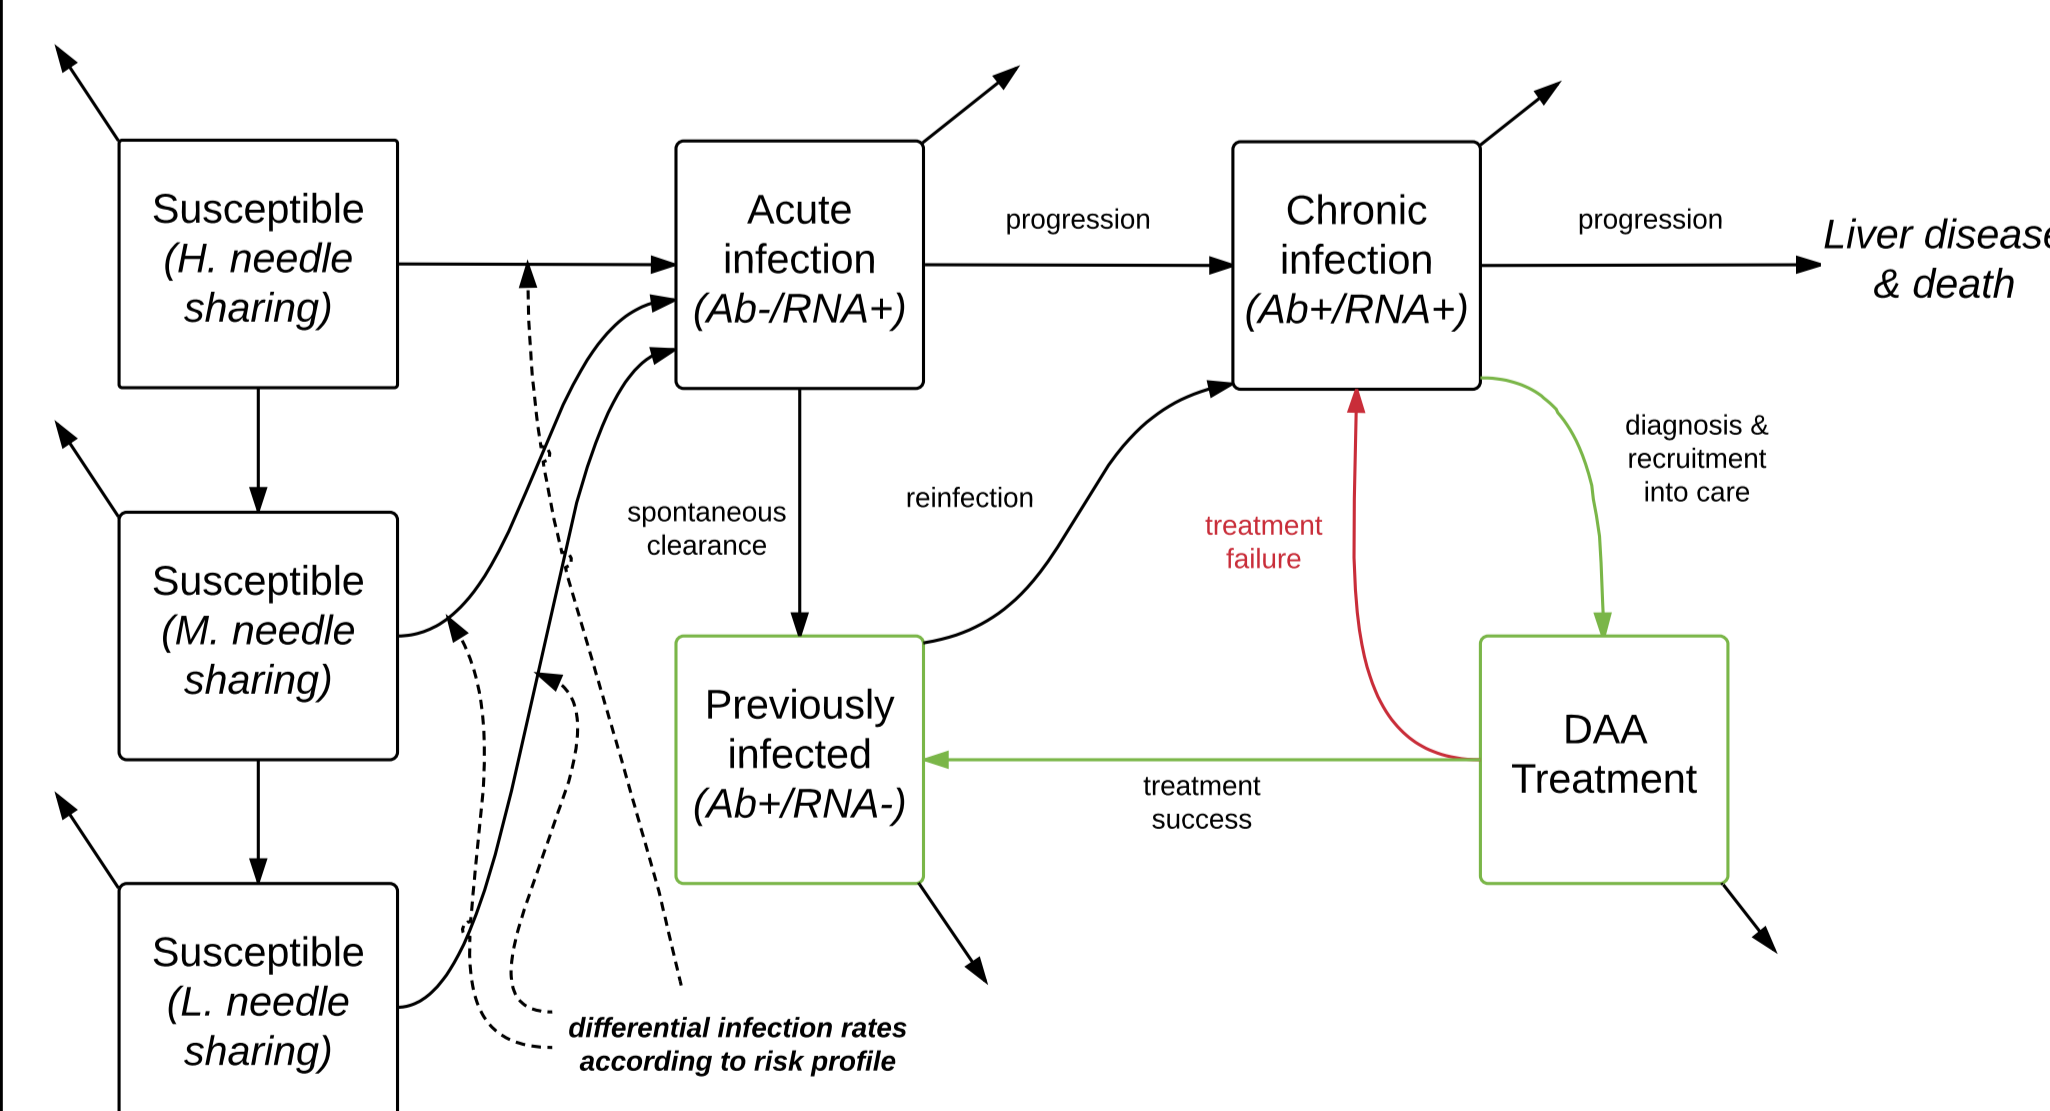 Susceptible
(H. needle
sharing)
Acute
infection
(Ab-/RNA+)
progression
Chronic
infection
(Ab+/RNA+)
progression
Liver disease
& death
diagnosis &
recruitment
into care
spontaneous
clearance
reinfection
treatment
failure
Susceptible
(M. needle
sharing)
Previously
infected
(Ab+/RNA-)
treatment
success
DAA
Treatment
Susceptible
(L. needle
sharing)
differential infection rates
according to risk profile